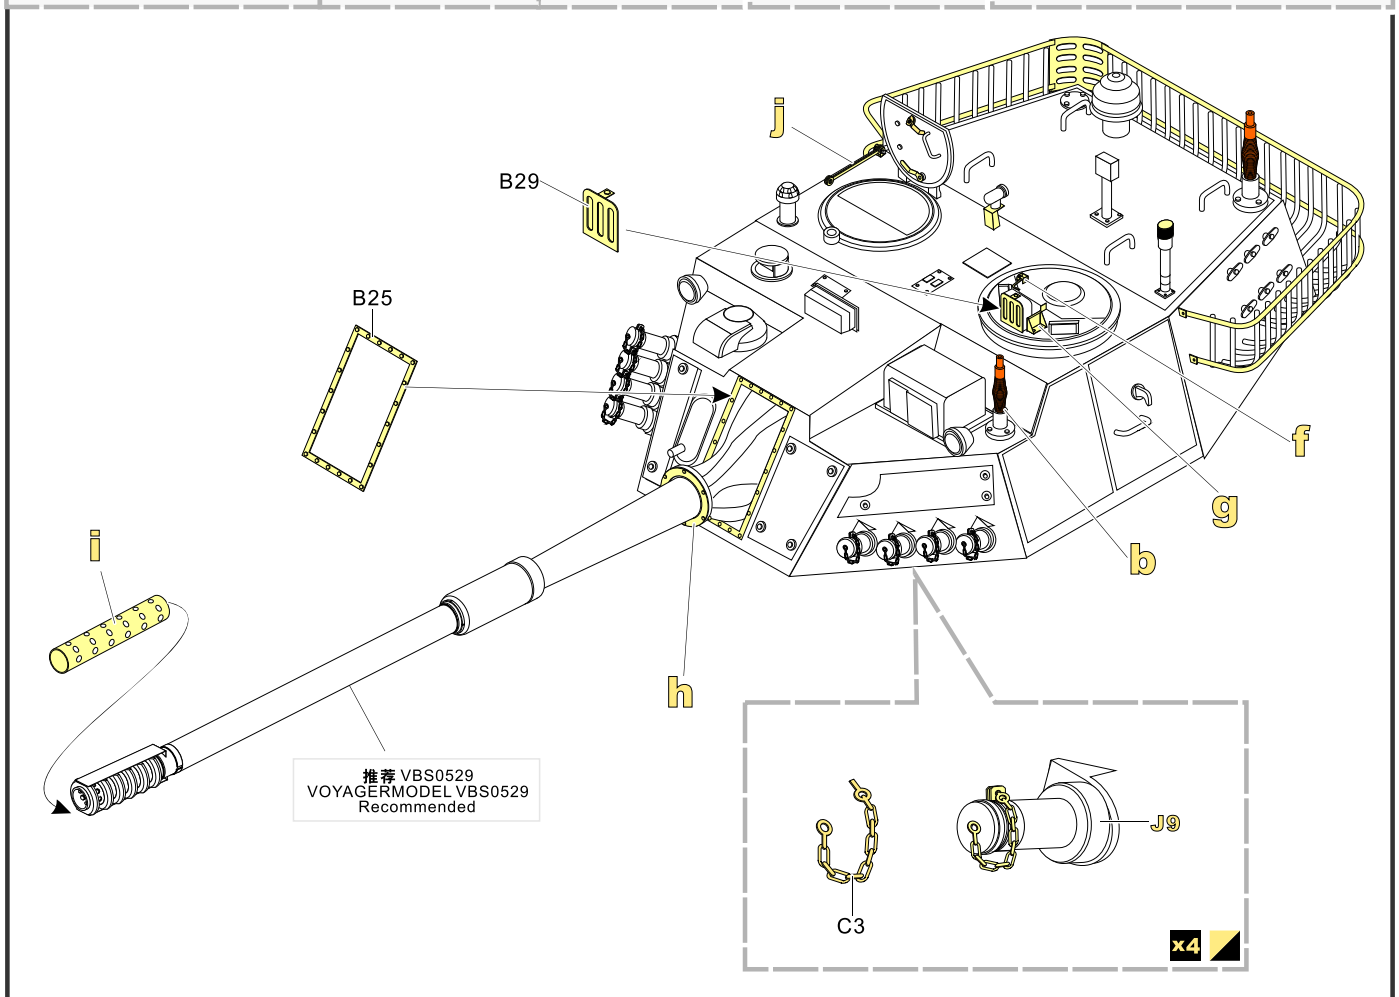 j
B29
B25
f
g
b
i
h
推荐 VBS0529
VOYAGERMODEL VBS0529
Recommended
J9
C3
x4